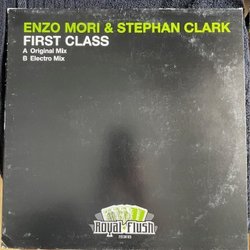 ENZO MORI & STEPHAN CLARK
FIRST CLASS
A Original Mix
B Electro Mix
Royal Flush